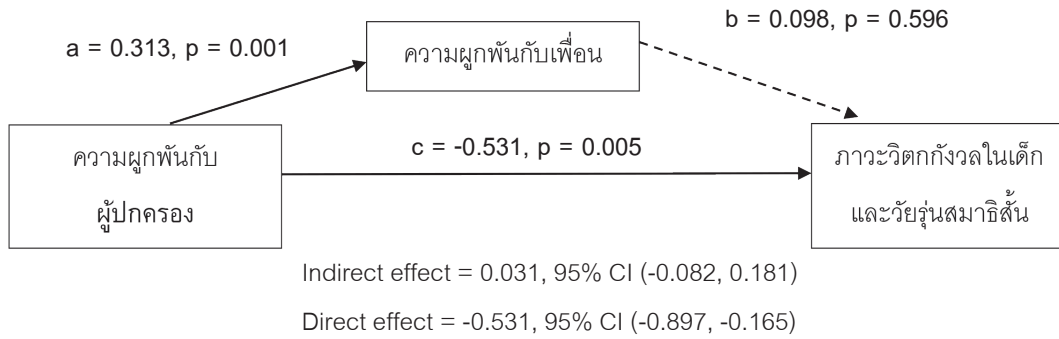 a = 0.313, p = 0.001
ความผูกพันกับเพื่อน
b = 0.098, p = 0.596
ความผูกพันกับ
ผู้ปกครอง
c = -0.531, p = 0.005
ภาวะวิตกกังวลในเด็ก
และวัยรุ่นสมาธิสั้น
Indirect effect = 0.031, 95% CI (-0.082, 0.181)
Direct effect = -0.531, 95% CI (-0.897, -0.165)